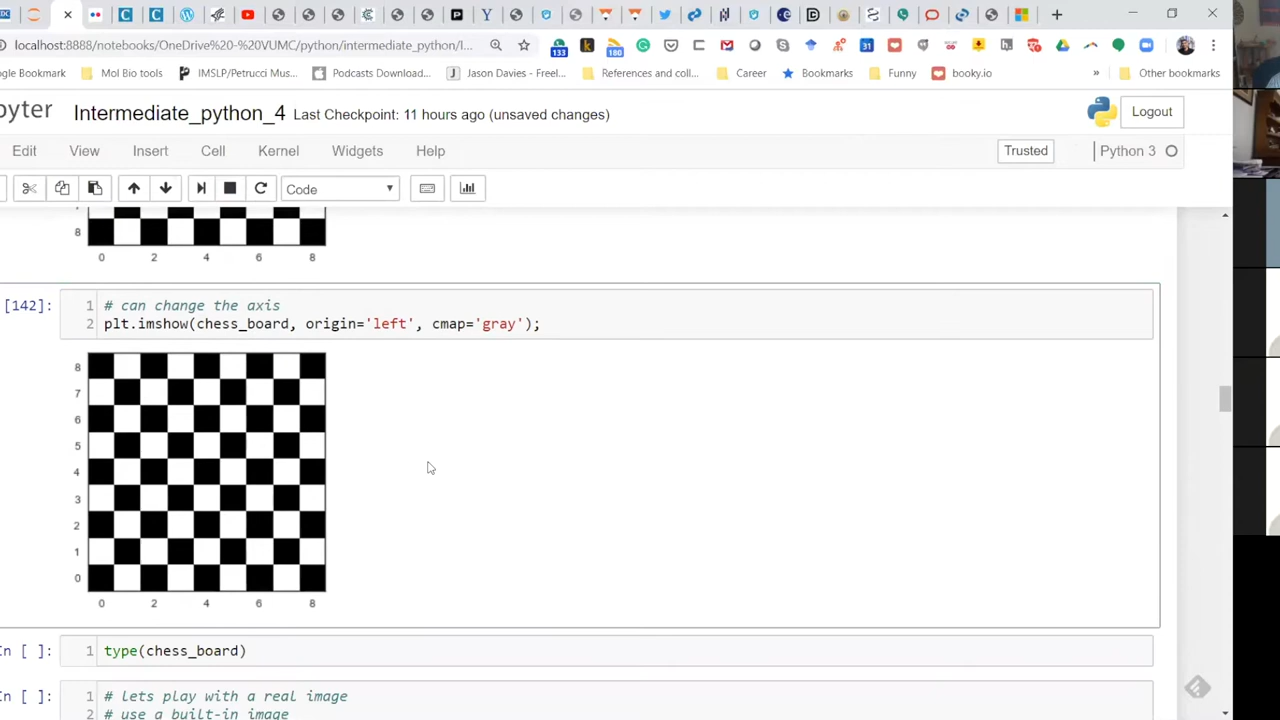 localhost:8888/notebooks/OneDrive%20-%20VUMC/python/intermediate_python/I...
133
180
31
ogle Bookmark Mol Bio tools IMSLP/Petrucci Mus... Podcasts Download... Jason Davies - Freel... References and coll... Career Bookmarks Funny booky.io » Other bookmarks
pyter Intermediate_python_4 Last Checkpoint: 11 hours ago (unsaved changes) Logout
Edit View Insert Cell Kernel Widgets Help Trusted Python 3
Code
8
0 2 4 6 8
[142]: 1 # can change the axis
2 plt.imshow(chess_board, origin='left', cmap='gray');
8
7
6
5
4
3
2
1
0
0 2 4 6 8
In [ ]: 1 type(chess_board)
In [ ]: 1 # Lets play with a real image
2 # use a built-in image